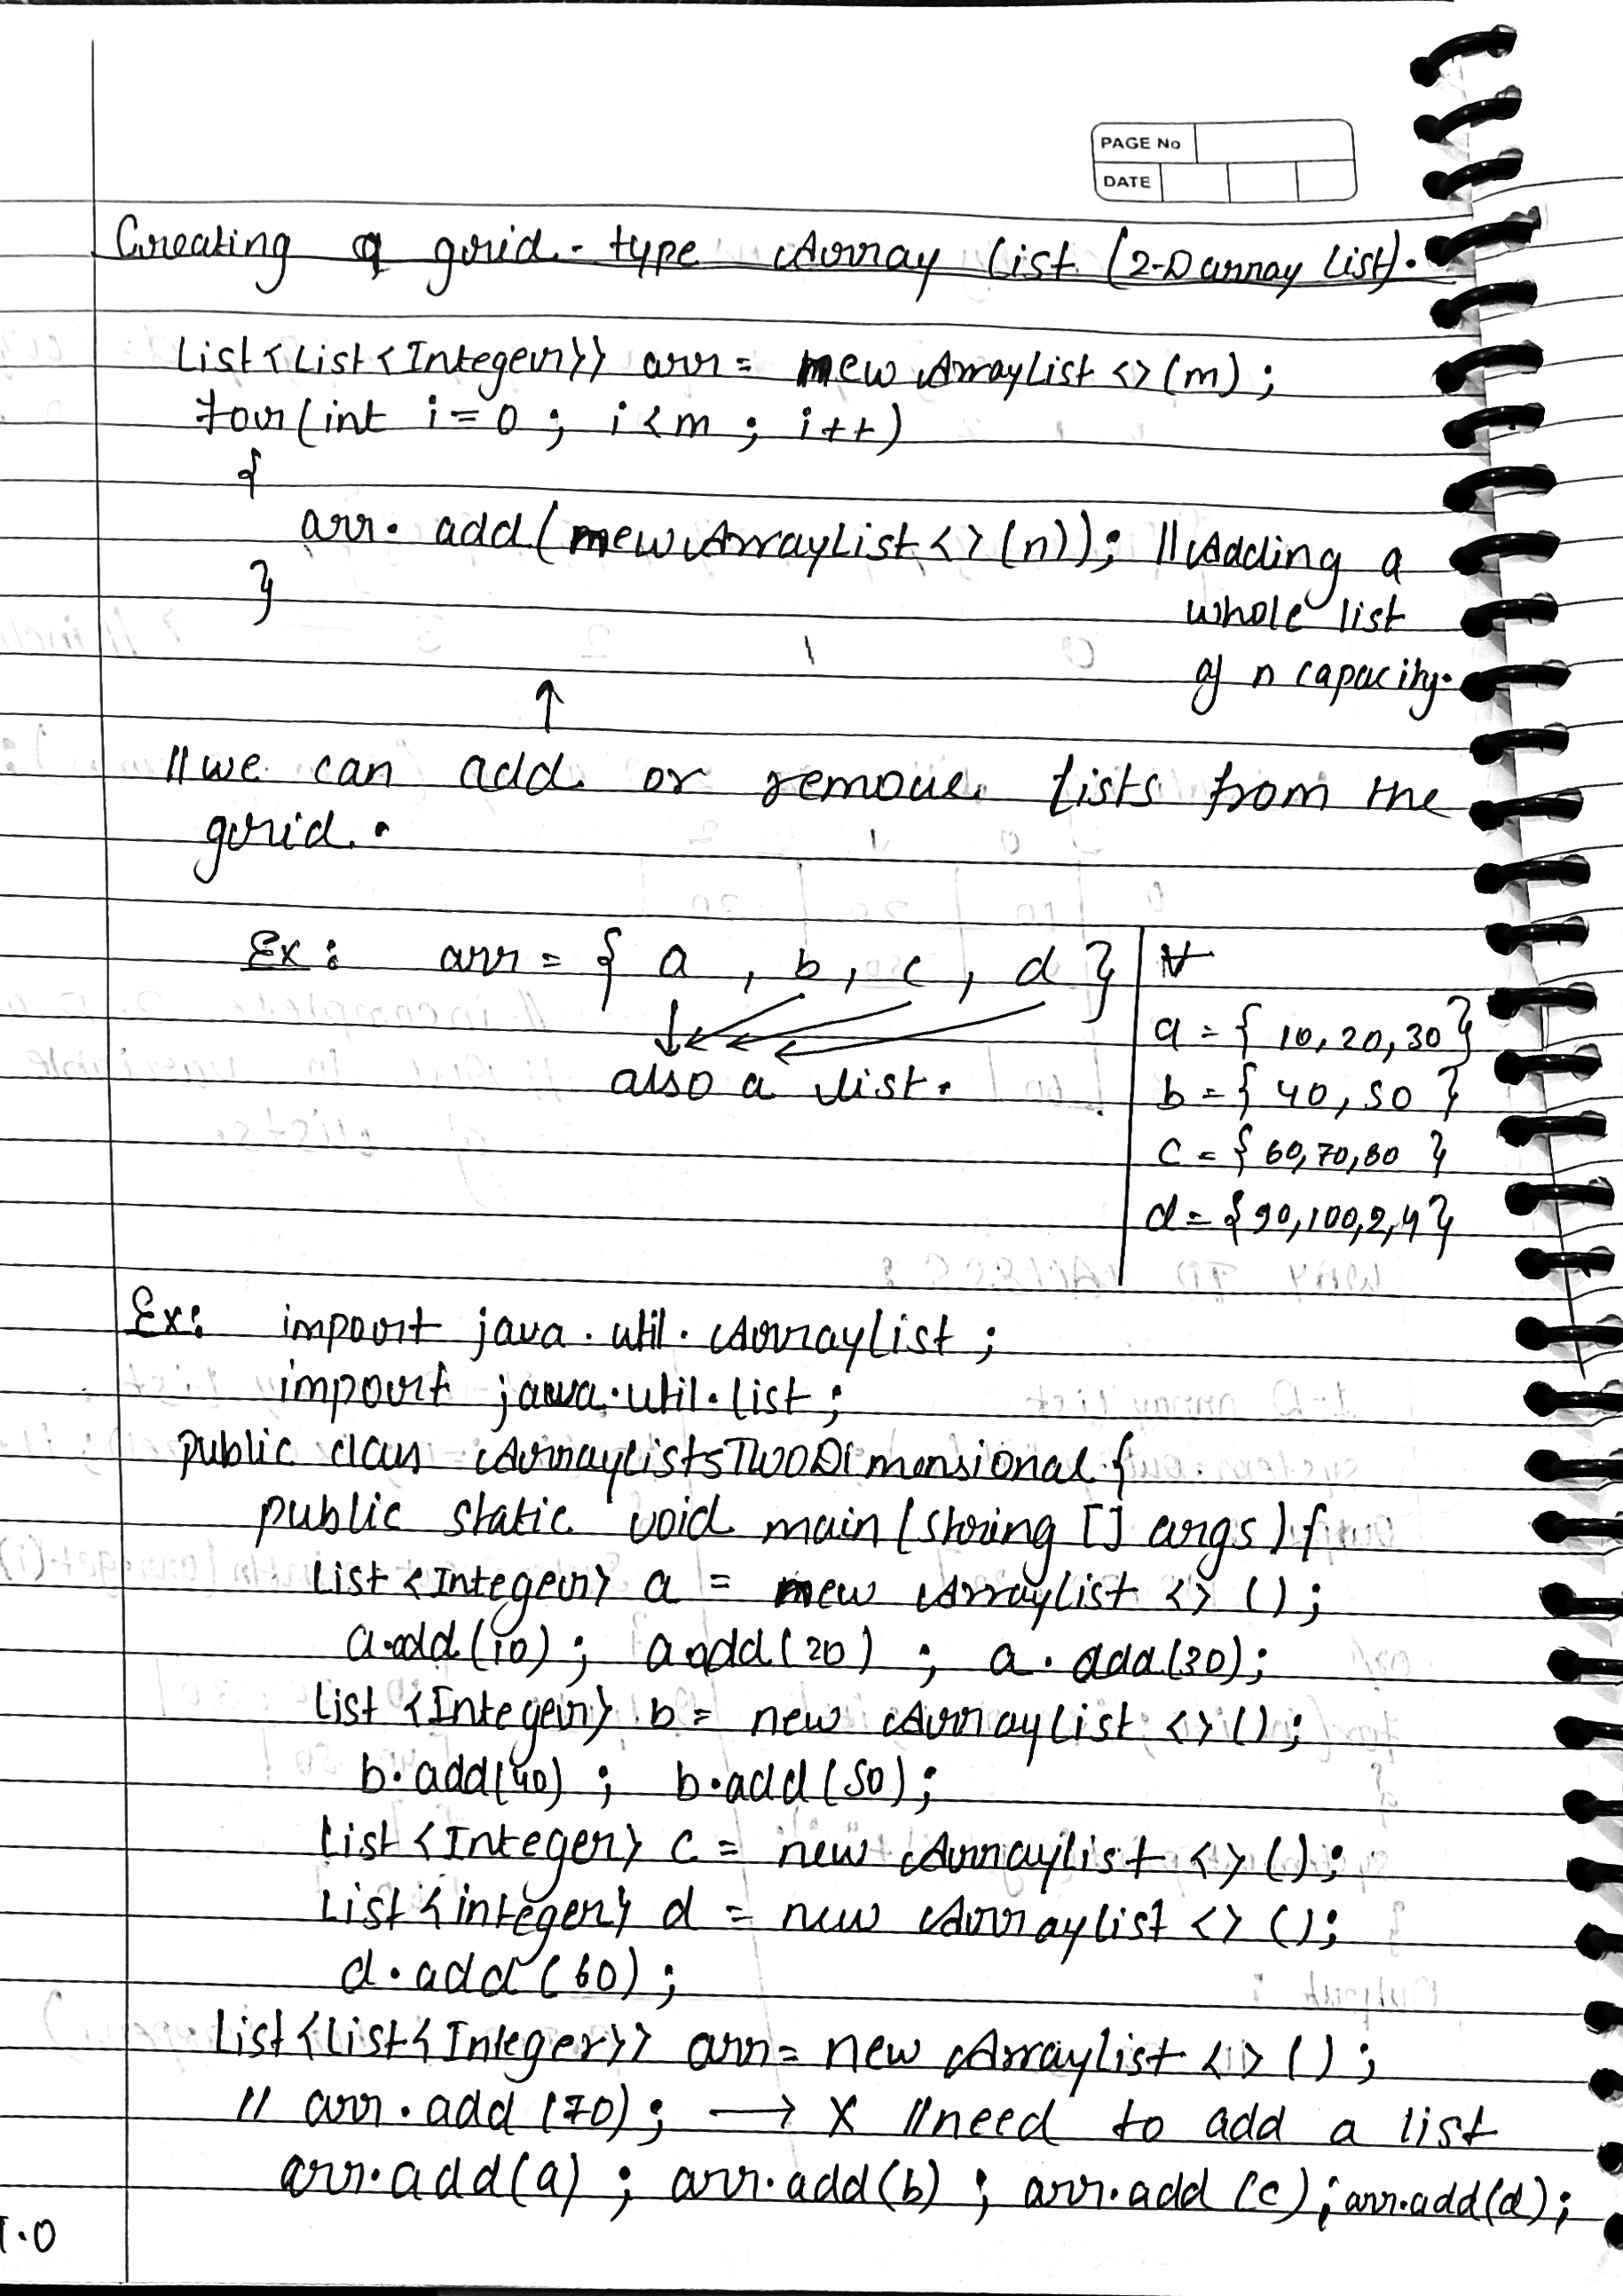 PAGE No
DATE
Creating a grid-type Array list (2-D array list).
List<List<Integer>> arr = new ArrayList<>(m);
for(int i=0; i<m; i++)
{
arr.add(new ArrayList<>(n)); //Adding a
whole list
of n capacity.
}
↑
//we can add or remove lists from the
grid.
Ex: arr = { a, b, c, d }
also a list.
a = { 10, 20, 30 }
b = { 40, 50 }
c = { 60, 70, 80 }
d = { 90, 100, 2, 4 }
Ex: import java.util.ArrayList;
import java.util.list;
public class ArrayListsTwoDimensional {
public static void main(String [] args) {
List <Integer> a = new ArrayList <> ();
a.add(10); a.add(20); a.add(30);
List <Integer> b = new ArrayList <> ();
b.add(40); b.add(50);
List <Integer> c = new Arraylist <> ();
List <integer> d = new Arraylist <> ();
d.add(60);
List<list<Integer>> arr = new Arraylist <> ();
// arr.add(70); → X //need to add a list
arr.add(a); arr.add(b); arr.add(c); arr.add(d);
T.O